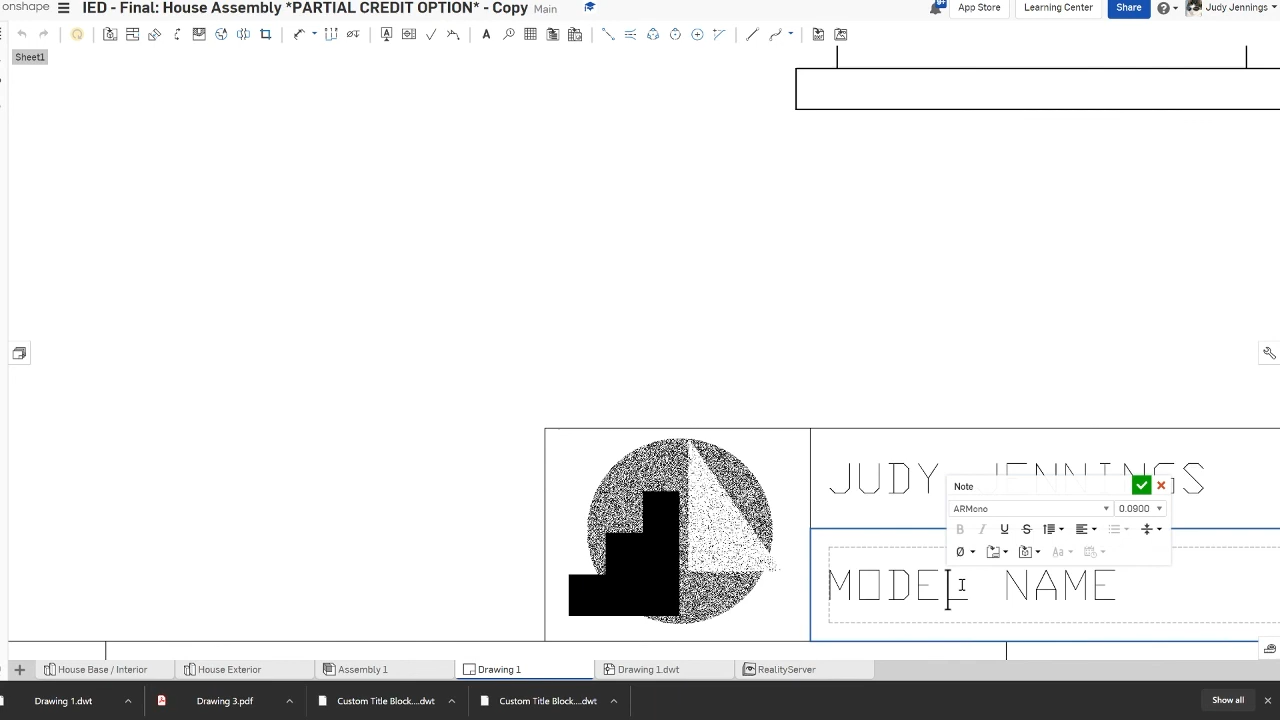 onshape IED - Final: House Assembly *PARTIAL CREDIT OPTION* - Copy Main App Store Learning Center Share Judy Jennings
Sheet1
JUDY JENNINGS
Note
ARMono 0.0900
B I U S
Aa
MODEL NAME
House Base / Interior House Exterior Assembly 1 Drawing 1 Drawing 1.dwt RealityServer
Drawing 1.dwt Drawing 3.pdf Custom Title Block....dwt Custom Title Block....dwt Show all